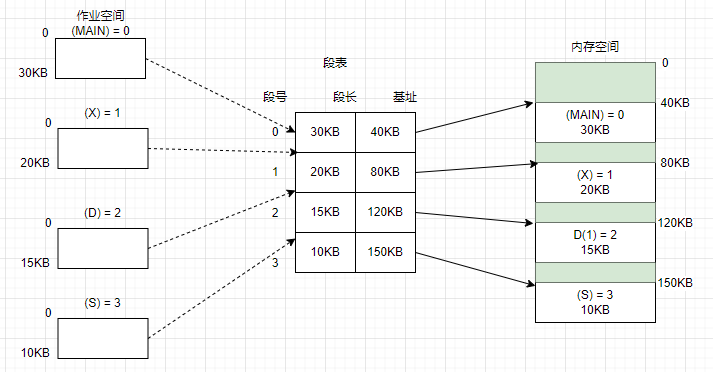 作业空间
(MAIN) = 0
0
30KB
(X) = 1
0
20KB
(D) = 2
0
15KB
(S) = 3
0
10KB
段表
段号
段长
基址
0
30KB
40KB
1
20KB
80KB
2
15KB
120KB
3
10KB
150KB
内存空间
0
40KB
(MAIN) = 0
30KB
80KB
(X) = 1
20KB
120KB
D(1) = 2
15KB
150KB
(S) = 3
10KB